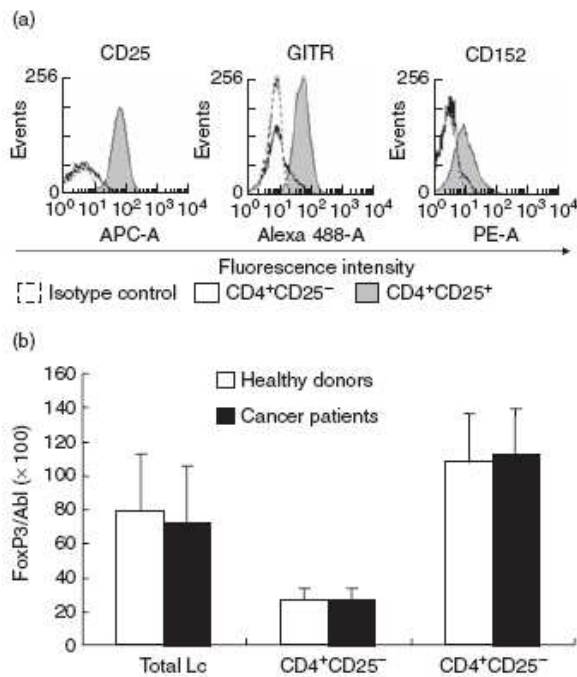 (a)
CD25 GITR CD152
256 256 256
Events Events Events
0 0 0
10⁰ 10¹ 10² 10³ 10⁴ 10⁰ 10¹ 10² 10³ 10⁴ 10⁰ 10¹ 10² 10³ 10⁴
APC-A Alexa 488-A PE-A
Fluorescence intensity
Isotype control CD4⁺CD25⁻ CD4⁺CD25⁺
(b)
160
140
120
100
80
60
40
20
0
FoxP3/Abl (× 100)
Healthy donors
Cancer patients
Total Lc CD4⁺CD25⁻ CD4⁺CD25⁻